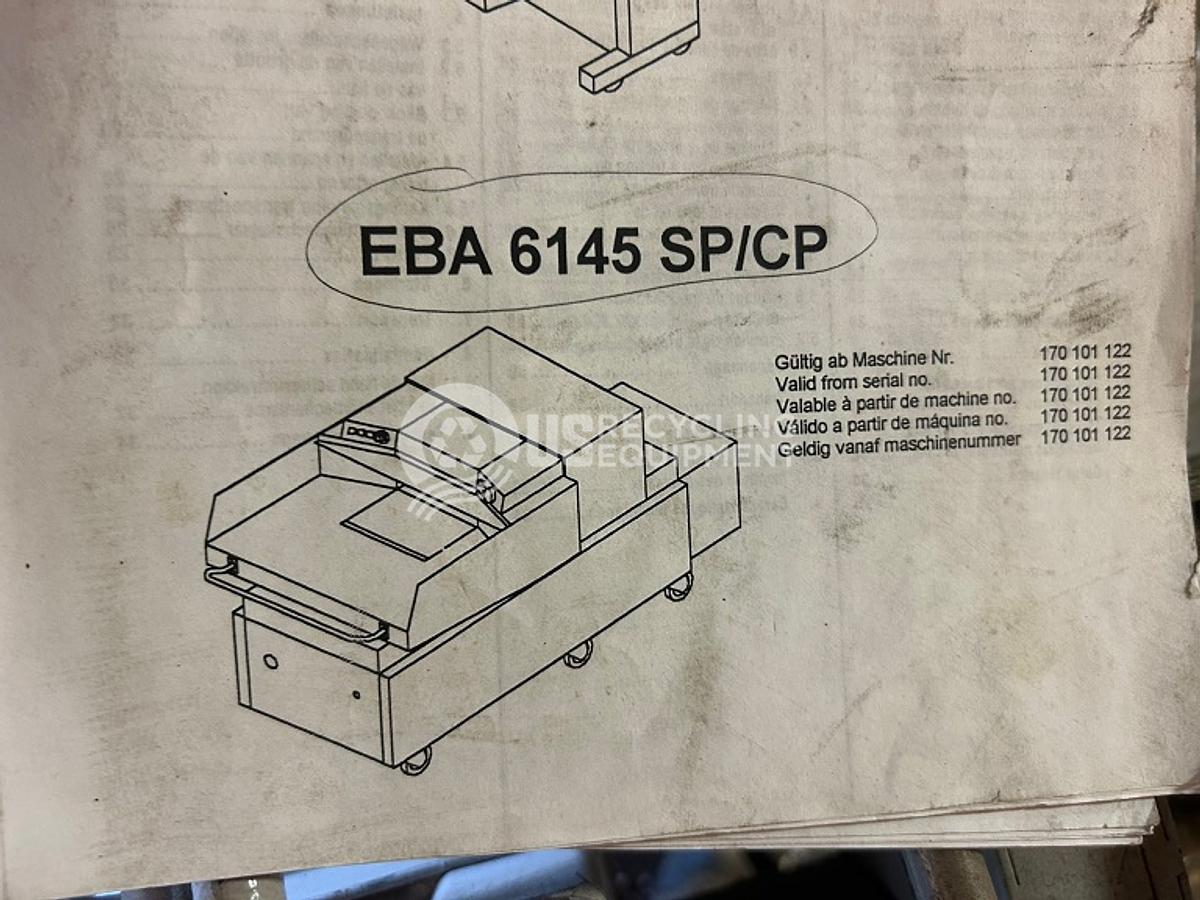 EBA 6145 SP/CP
Gültig ab Maschine Nr. 170 101 122
Valid from serial no. 170 101 122
Valable à partir de machine no. 170 101 122
Válido a partir de máquina no. 170 101 122
Geldig vanaf maschinenummer 170 101 122
US RECYCLING
EQUIPMENT